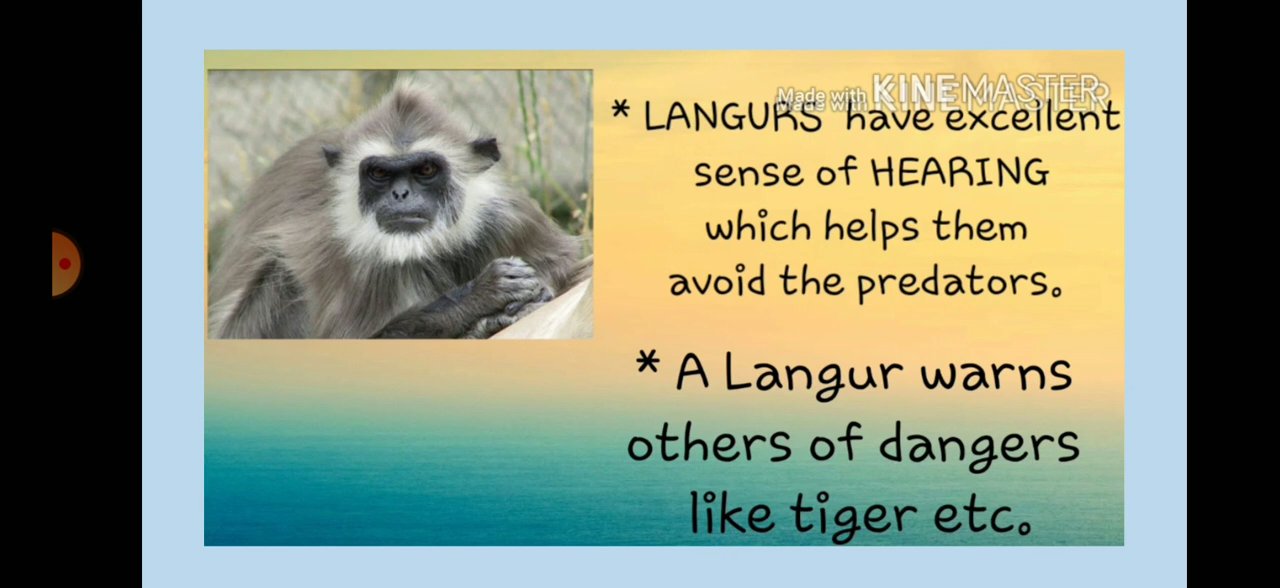 Made with KINEMASTER
* LANGURS have excellent
sense of HEARING
which helps them
avoid the predators.
* A Langur warns
others of dangers
like tiger etc.